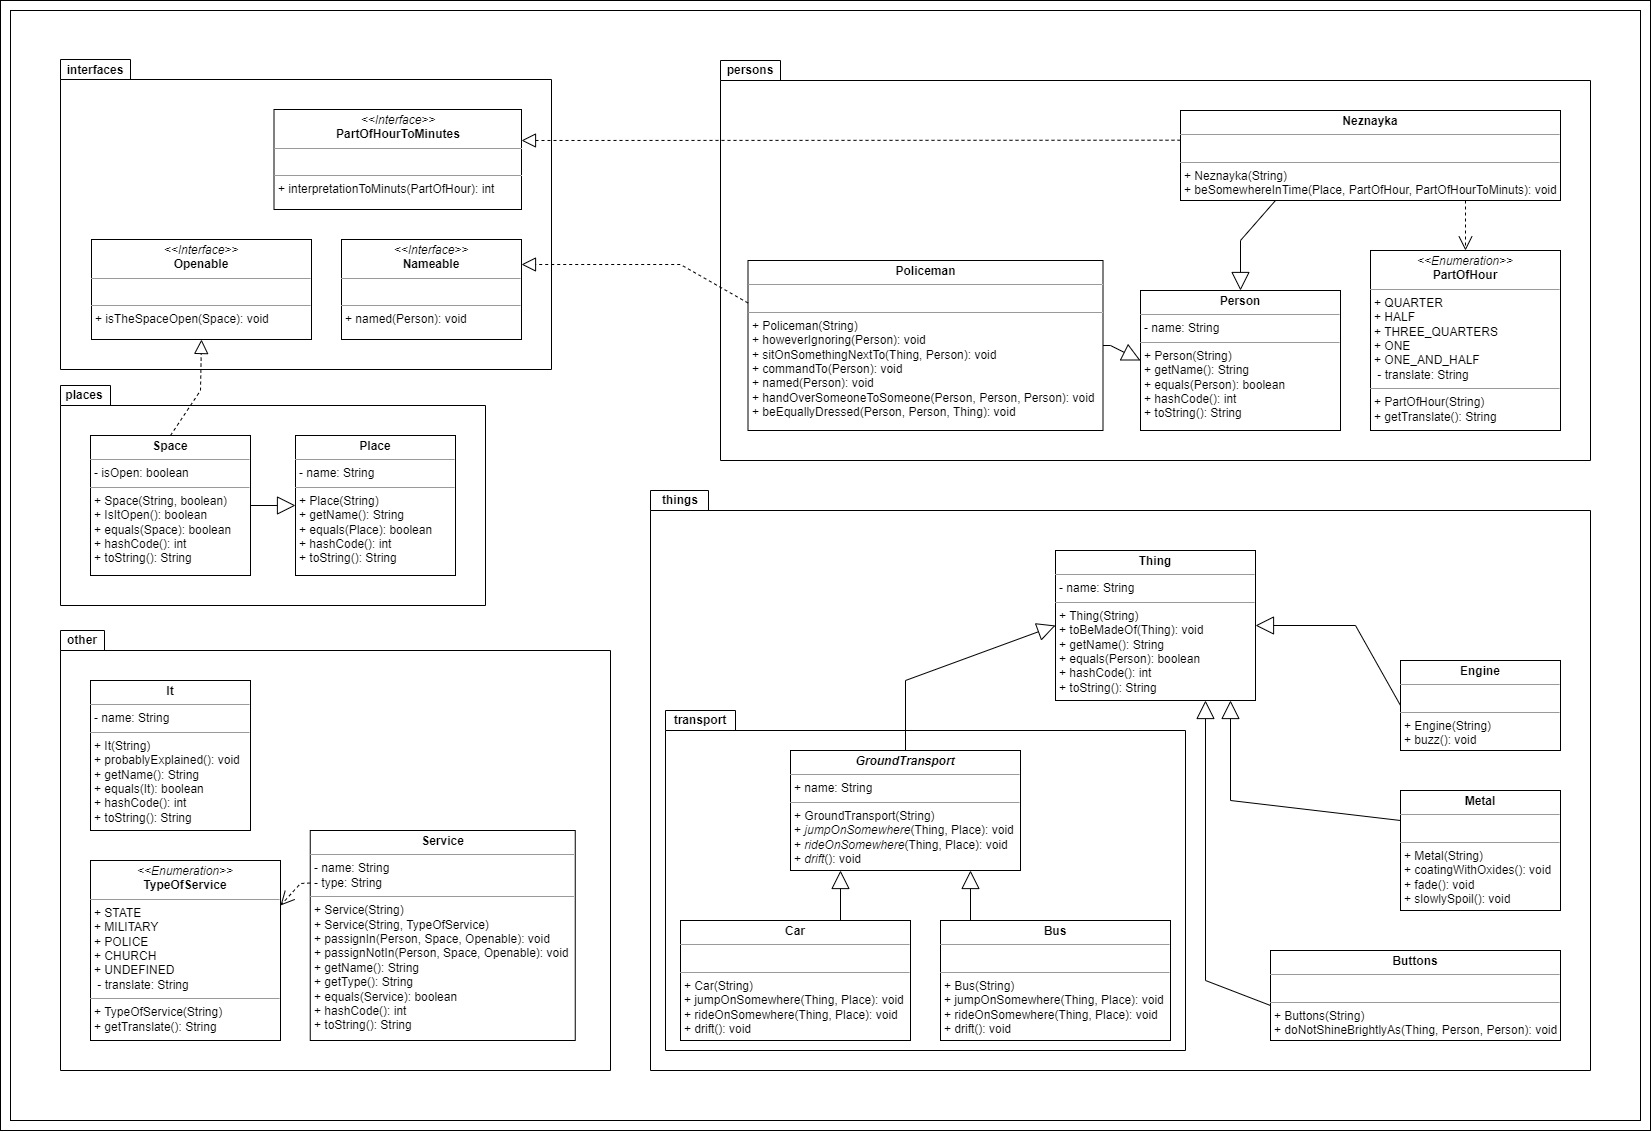 interfaces
<<Interface>>
PartOfHourToMinutes
+ interpretationToMinuts(PartOfHour): int
<<Interface>>
Openable
+ isTheSpaceOpen(Space): void
<<Interface>>
Nameable
+ named(Person): void
persons
Neznayka
+ Neznayka(String)
+ beSomewhereInTime(Place, PartOfHour, PartOfHourToMinuts): void
Policeman
+ Policeman(String)
+ howeverIgnoring(Person): void
+ sitOnSomethingNextTo(Thing, Person): void
+ commandTo(Person): void
+ named(Person): void
+ handOverSomeoneToSomeone(Person, Person, Person): void
+ beEquallyDressed(Person, Person, Thing): void
Person
- name: String
+ Person(String)
+ getName(): String
+ equals(Person): boolean
+ hashCode(): int
+ toString(): String
<<Enumeration>>
PartOfHour
+ QUARTER
+ HALF
+ THREE_QUARTERS
+ ONE
+ ONE_AND_HALF
- translate: String
+ PartOfHour(String)
+ getTranslate(): String
places
Space
- isOpen: boolean
+ Space(String, boolean)
+ IsItOpen(): boolean
+ equals(Space): boolean
+ hashCode(): int
+ toString(): String
Place
- name: String
+ Place(String)
+ getName(): String
+ equals(Place): boolean
+ hashCode(): int
+ toString(): String
other
It
- name: String
+ It(String)
+ probablyExplained(): void
+ getName(): String
+ equals(It): boolean
+ hashCode(): int
+ toString(): String
<<Enumeration>>
TypeOfService
+ STATE
+ MILITARY
+ POLICE
+ CHURCH
+ UNDEFINED
- translate: String
+ TypeOfService(String)
+ getTranslate(): String
Service
- name: String
- type: String
+ Service(String)
+ Service(String, TypeOfService)
+ passignIn(Person, Space, Openable): void
+ passignNotIn(Person, Space, Openable): void
+ getName(): String
+ getType(): String
+ equals(Service): boolean
+ hashCode(): int
+ toString(): String
things
Thing
- name: String
+ Thing(String)
+ toBeMadeOf(Thing): void
+ getName(): String
+ equals(Person): boolean
+ hashCode(): int
+ toString(): String
Engine
+ Engine(String)
+ buzz(): void
Metal
+ Metal(String)
+ coatingWithOxides(): void
+ fade(): void
+ slowlySpoil(): void
Buttons
+ Buttons(String)
+ doNotShineBrightlyAs(Thing, Person, Person): void
transport
GroundTransport
+ name: String
+ GroundTransport(String)
+ jumpOnSomewhere(Thing, Place): void
+ rideOnSomewhere(Thing, Place): void
+ drift(): void
Car
+ Car(String)
+ jumpOnSomewhere(Thing, Place): void
+ rideOnSomewhere(Thing, Place): void
+ drift(): void
Bus
+ Bus(String)
+ jumpOnSomewhere(Thing, Place): void
+ rideOnSomewhere(Thing, Place): void
+ drift(): void